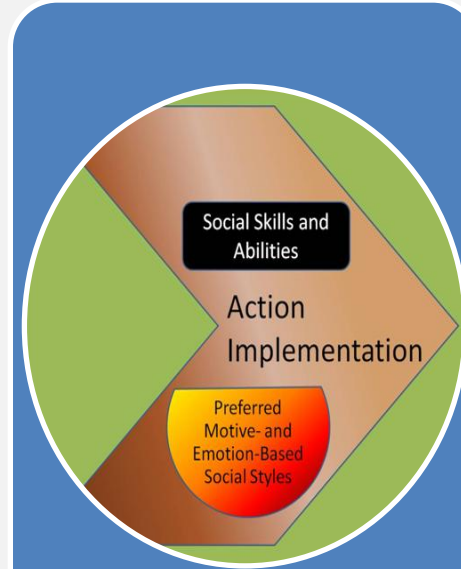 Social Skills and
Abilities
Action
Implementation
Preferred
Motive- and
Emotion-Based
Social Styles